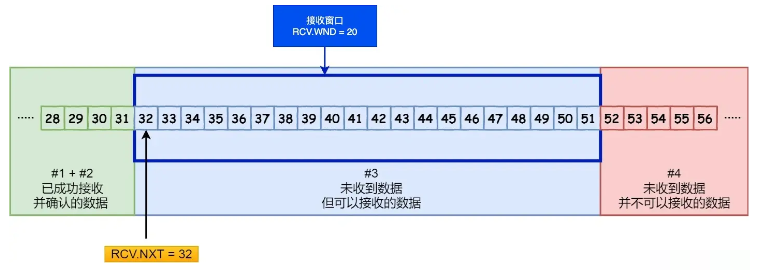 接收窗口
RCV.WND = 20
····· 28 29 30 31 32 33 34 35 36 37 38 39 40 41 42 43 44 45 46 47 48 49 50 51 52 53 54 55 56 ·····
#1 + #2
已成功接收
并确认的数据
#3
未收到数据
但可以接收的数据
#4
未收到数据
并不可以接收的数据
RCV.NXT = 32